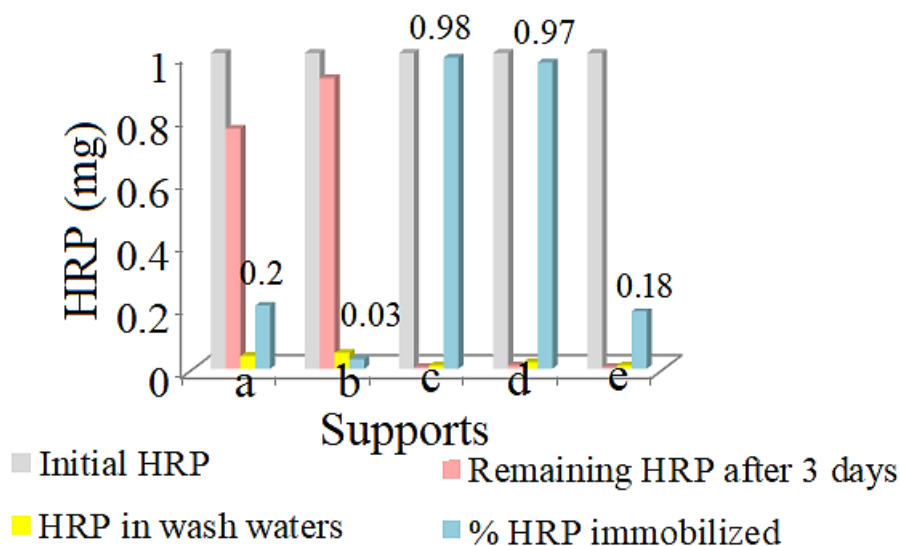 0.98
0.97
1
0.8
0.6
0.4
0.2
0
HRP (mg)
0.2
0.03
0.18
a b c d e
Supports
Initial HRP
Remaining HRP after 3 days
HRP in wash waters
% HRP immobilized